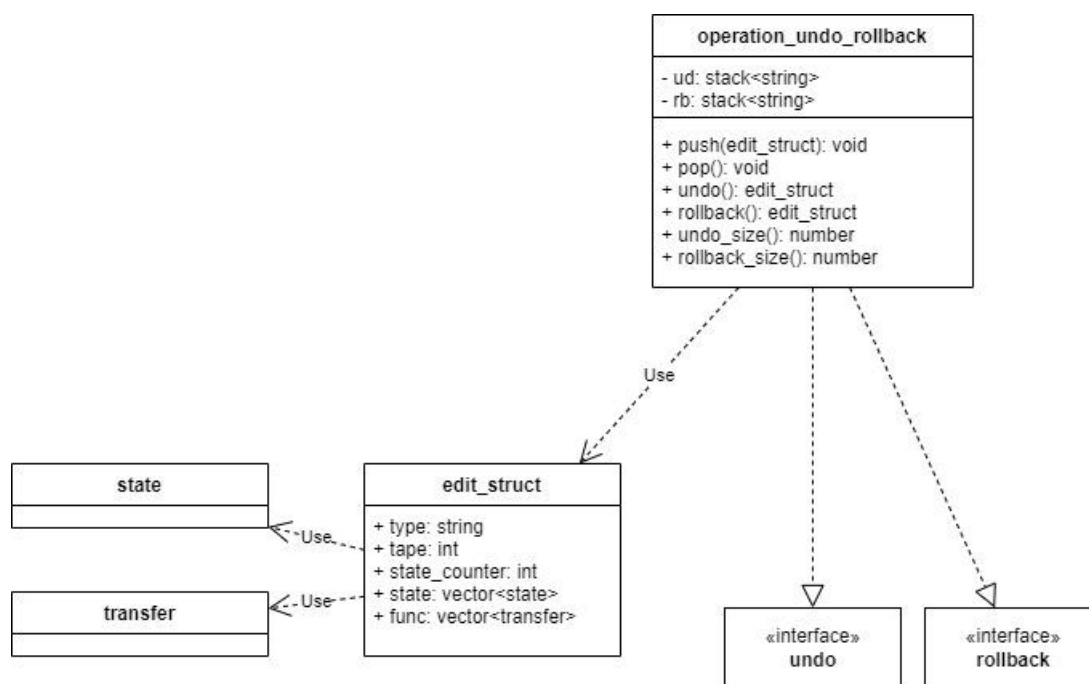 operation_undo_rollback
- ud: stack<string>
- rb: stack<string>
+ push(edit_struct): void
+ pop(): void
+ undo(): edit_struct
+ rollback(): edit_struct
+ undo_size(): number
+ rollback_size(): number
Use
state
Use
transfer
Use
edit_struct
+ type: string
+ tape: int
+ state_counter: int
+ state: vector<state>
+ func: vector<transfer>
«interface»
undo
«interface»
rollback